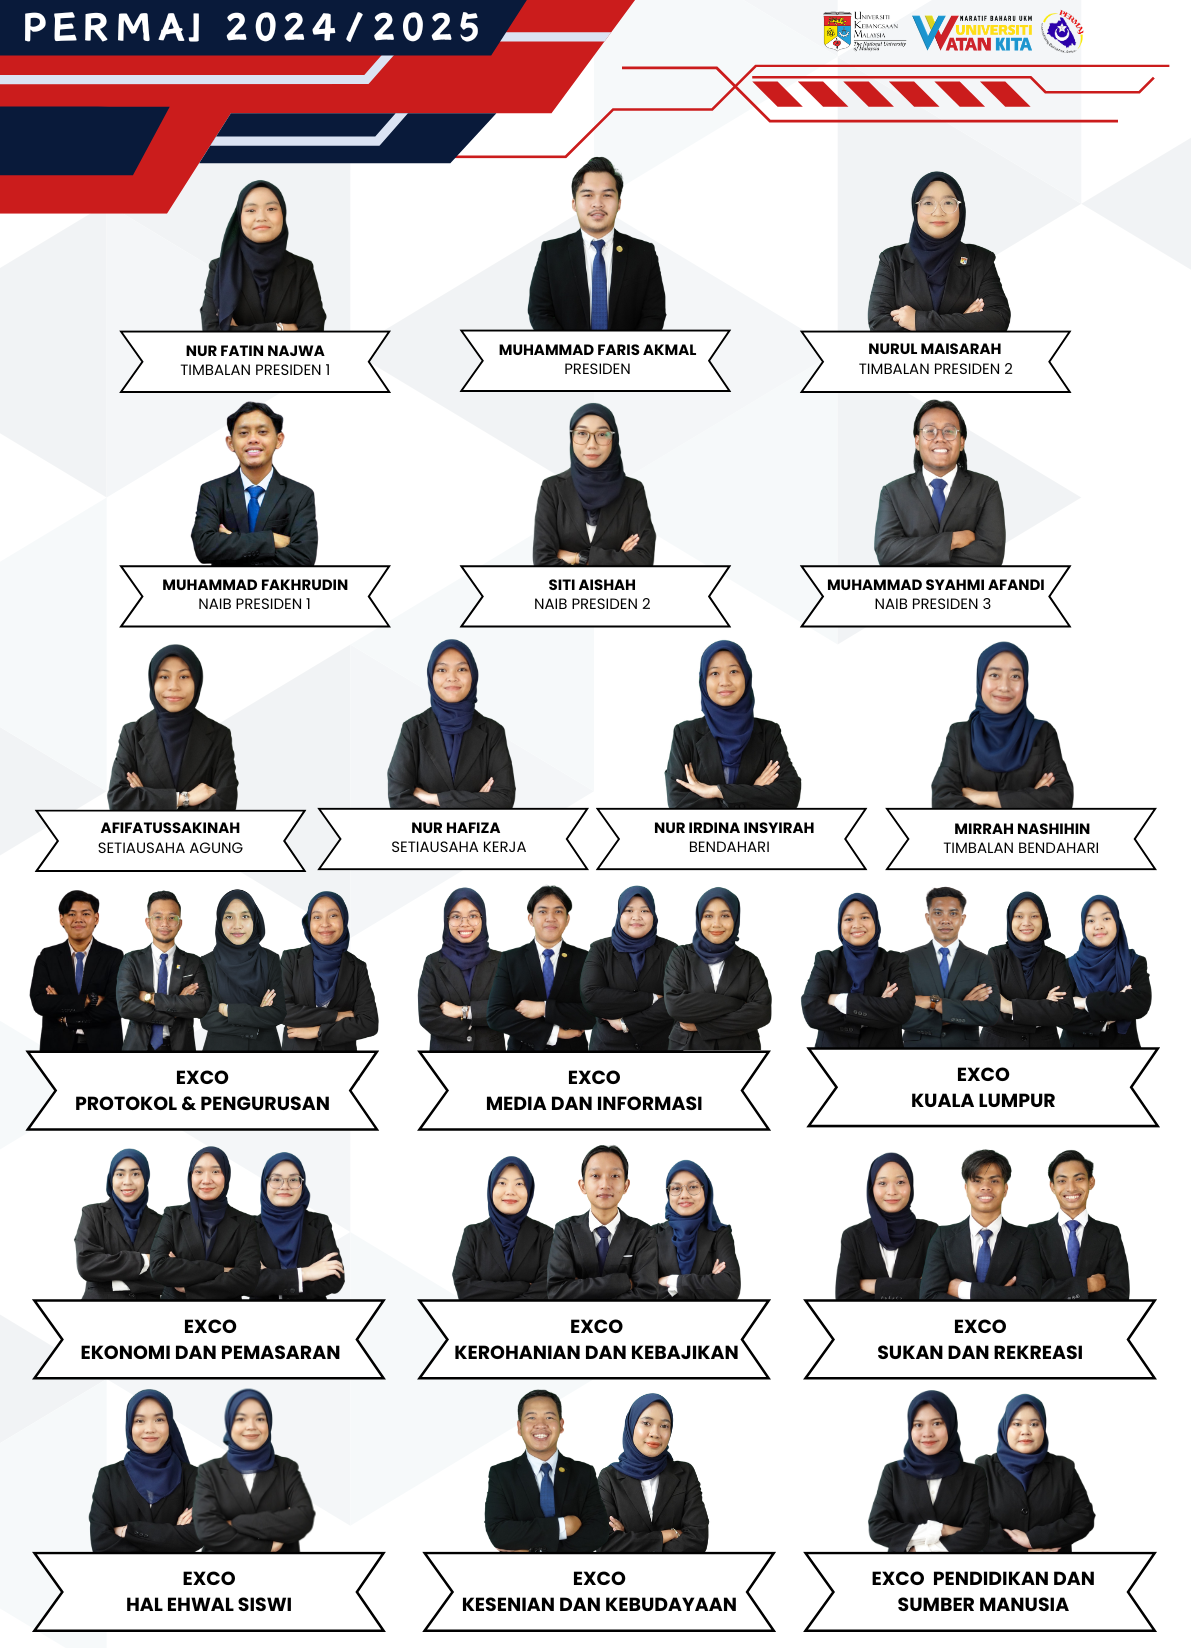 PERMAJ 2024/2025
UNIVERSITI
KEBANGSAAN
MALAYSIA
The National University
of Malaysia
NARATIF BAHARU UKM
UNIVERSITI
WATAN KITA
PERMAJ
NUR FATIN NAJWA
TIMBALAN PRESIDEN 1
MUHAMMAD FARIS AKMAL
PRESIDEN
NURUL MAISARAH
TIMBALAN PRESIDEN 2
MUHAMMAD FAKHRUDIN
NAIB PRESIDEN 1
SITI AISHAH
NAIB PRESIDEN 2
MUHAMMAD SYAHMI AFANDI
NAIB PRESIDEN 3
AFIFATUSSAKINAH
SETIAUSAHA AGUNG
NUR HAFIZA
SETIAUSAHA KERJA
NUR IRDINA INSYIRAH
BENDAHARI
MIRRAH NASHIHIN
TIMBALAN BENDAHARI
EXCO
PROTOKOL & PENGURUSAN
EXCO
MEDIA DAN INFORMASI
EXCO
KUALA LUMPUR
EXCO
EKONOMI DAN PEMASARAN
EXCO
KEROHANIAN DAN KEBAJIKAN
EXCO
SUKAN DAN REKREASI
EXCO
HAL EHWAL SISWI
EXCO
KESENIAN DAN KEBUDAYAAN
EXCO PENDIDIKAN DAN
SUMBER MANUSIA